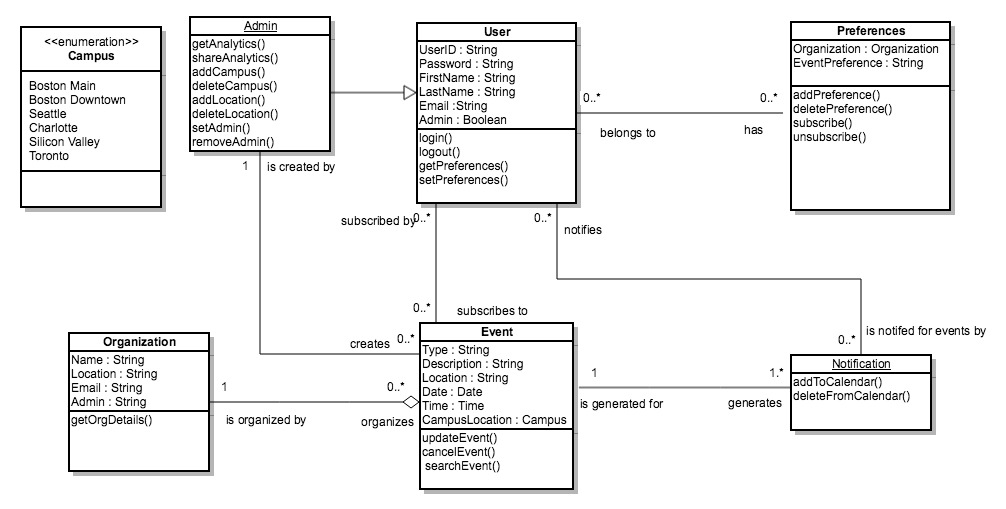 <<enumeration>>
Campus
Boston Main
Boston Downtown
Seattle
Charlotte
Silicon Valley
Toronto
Admin
getAnalytics()
shareAnalytics()
addCampus()
deleteCampus()
addLocation()
deleteLocation()
setAdmin()
removeAdmin()
User
UserID : String
Password : String
FirstName : String
LastName : String
Email :String
Admin : Boolean
login()
logout()
getPreferences()
setPreferences()
Preferences
Organization : Organization
EventPreference : String
addPreference()
deletePreference()
subscribe()
unsubscribe()
0..*
0..*
belongs to
has
1
is created by
subscribed by
0..*
0..*
notifies
0..*
subscribes to
creates
0..*
is notifed for events by
0..*
Organization
Name : String
Location : String
Email : String
Admin : String
getOrgDetails()
1
0..*
is organized by
organizes
Event
Type : String
Description : String
Location : String
Date : Date
Time : Time
CampusLocation : Campus
updateEvent()
cancelEvent()
searchEvent()
1
1.*
is generated for
generates
Notification
addToCalendar()
deleteFromCalendar()